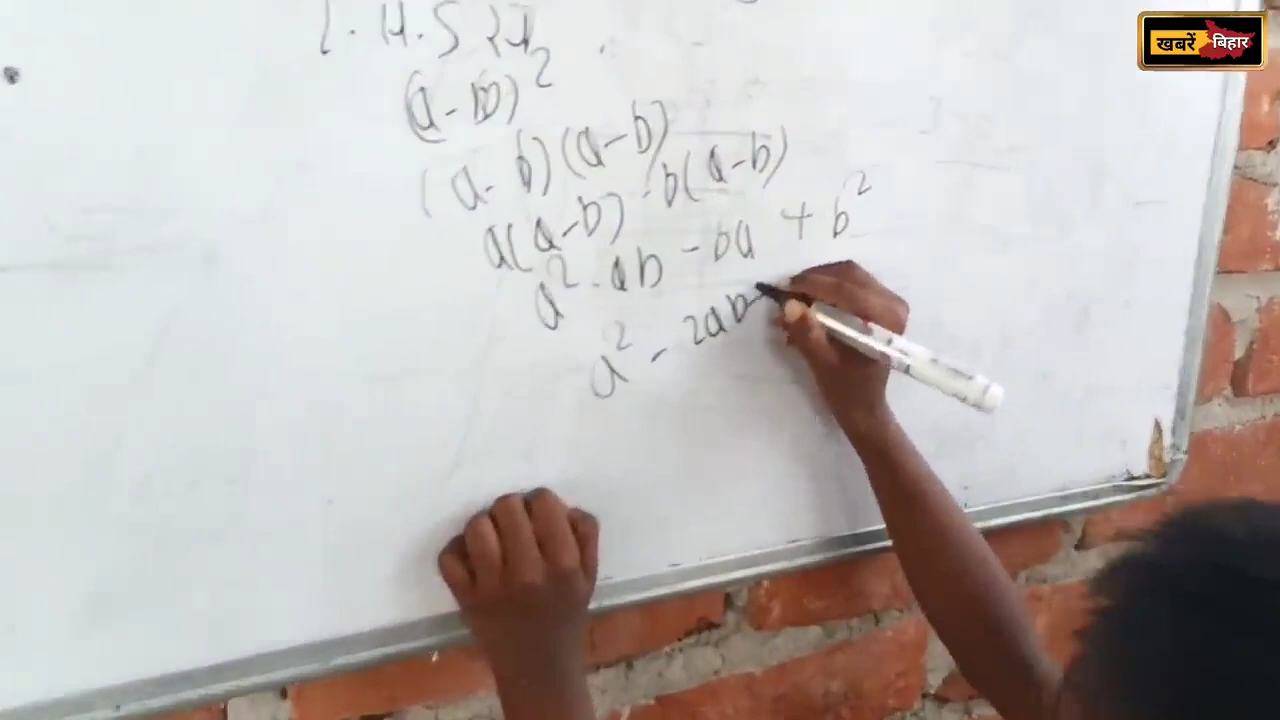 खबरें बिहार
L.H.S से
(a-b)²
(a-b)(a-b)
a(a-b)-b(a-b)
a²-ab-ba+b²
a²-2ab